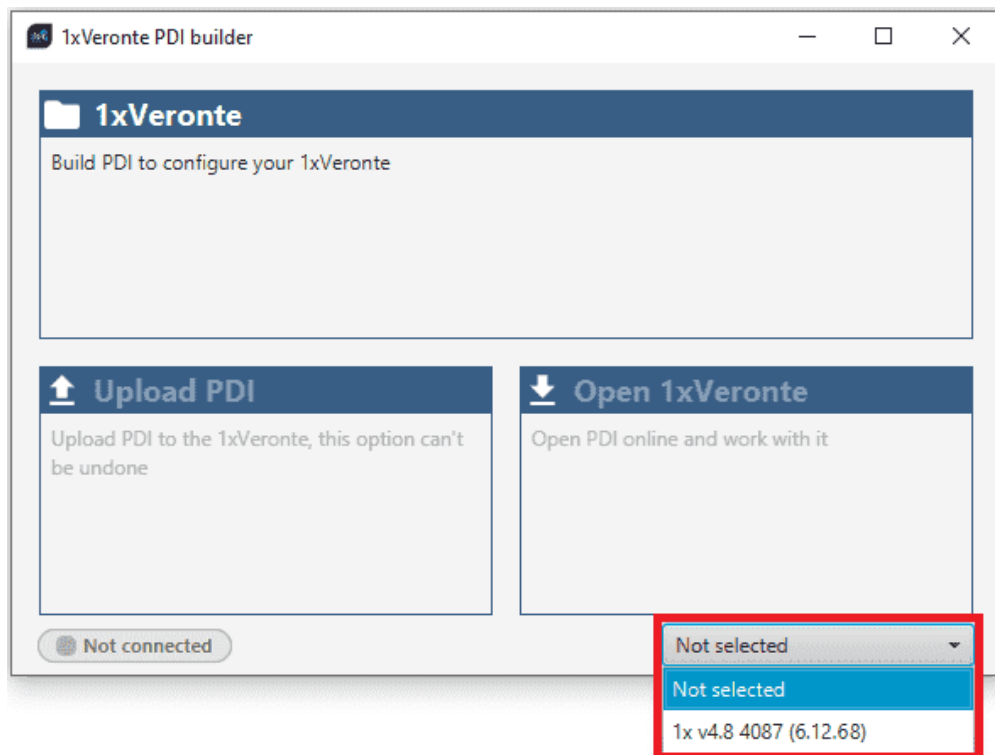 1xVeronte PDI builder
1xVeronte
Build PDI to configure your 1xVeronte
Upload PDI
Upload PDI to the 1xVeronte, this option can't
be undone
Open 1xVeronte
Open PDI online and work with it
Not connected
Not selected
Not selected
1x v4.8 4087 (6.12.68)